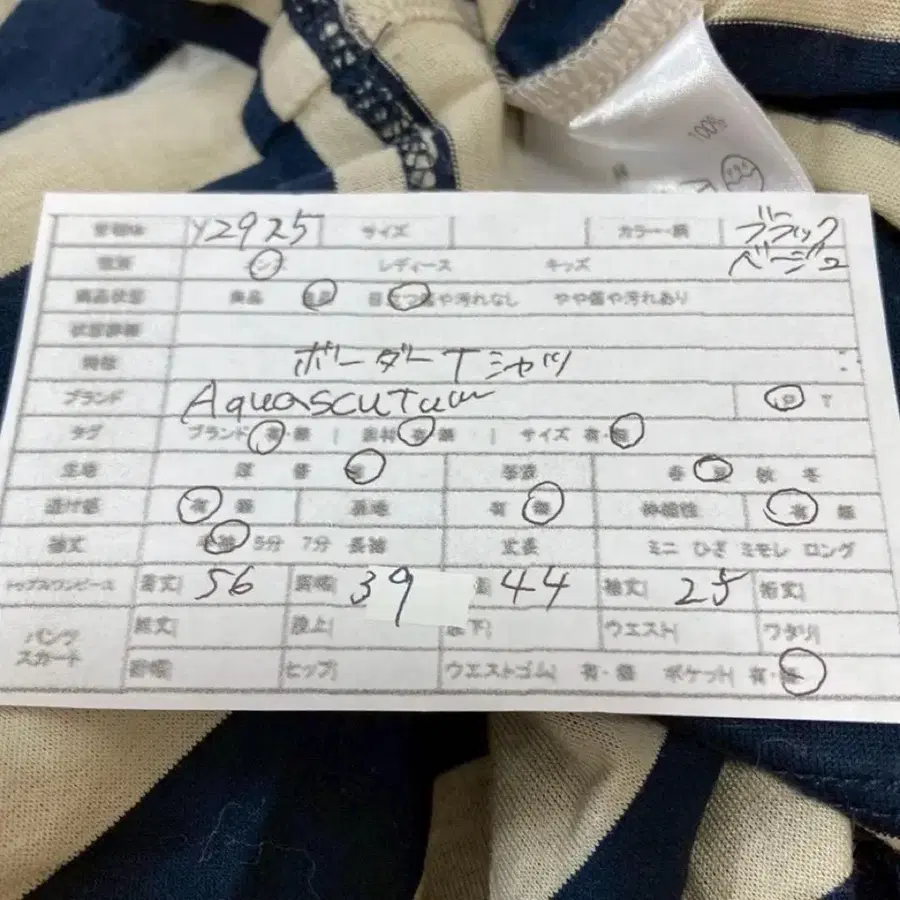 Y2925 サイズ カラー・柄 ブラック
ベージュ
レディース キッズ
商品状態 良品 目立つ傷や汚れなし やや傷や汚れあり
状態詳細
特徴 ボーダーTシャツ
ブランド Aquascutum
タグ ブランド 有・無 | 素材 有・無 | サイズ 有・無
生地 厚 普 季節 春 夏 秋 冬
透け感 有 無 裏地 有 無 伸縮性 有 無
袖丈 半袖 5分 7分 長袖 丈長 ミニ ひざ ミモレ ロング
トップス/ワンピース 着丈 56 肩幅 39 44 袖丈 25 裄丈
パンツ スカート 総丈 股上 股下 ウエスト ワタリ
裾幅 ヒップ ウエストゴム 有・無 ポケット 有・無
100%